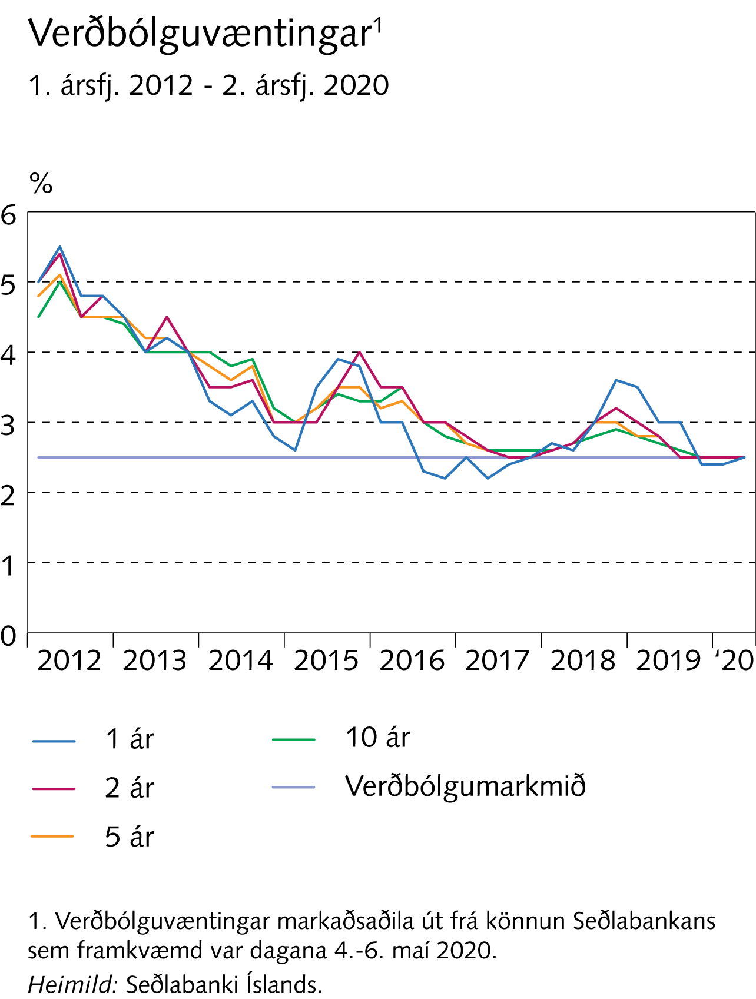 Verðbólguvæntingar¹
1. ársfj. 2012 - 2. ársfj. 2020
%
6
5
4
3
2
1
0
2012 2013 2014 2015 2016 2017 2018 2019 ‘20
1 ár
2 ár
5 ár
10 ár
Verðbólgumarkmið
1. Verðbólguvæntingar markaðsaðila út frá könnun Seðlabankans
sem framkvæmd var dagana 4.-6. maí 2020.
Heimild: Seðlabanki Íslands.